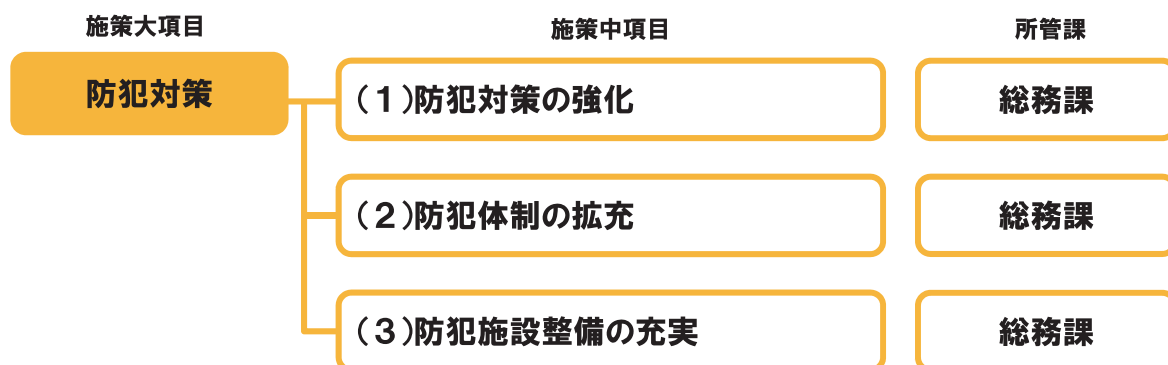 施策大項目 施策中項目 所管課
防犯対策 (1)防犯対策の強化 総務課
(2)防犯体制の拡充 総務課
(3)防犯施設整備の充実 総務課